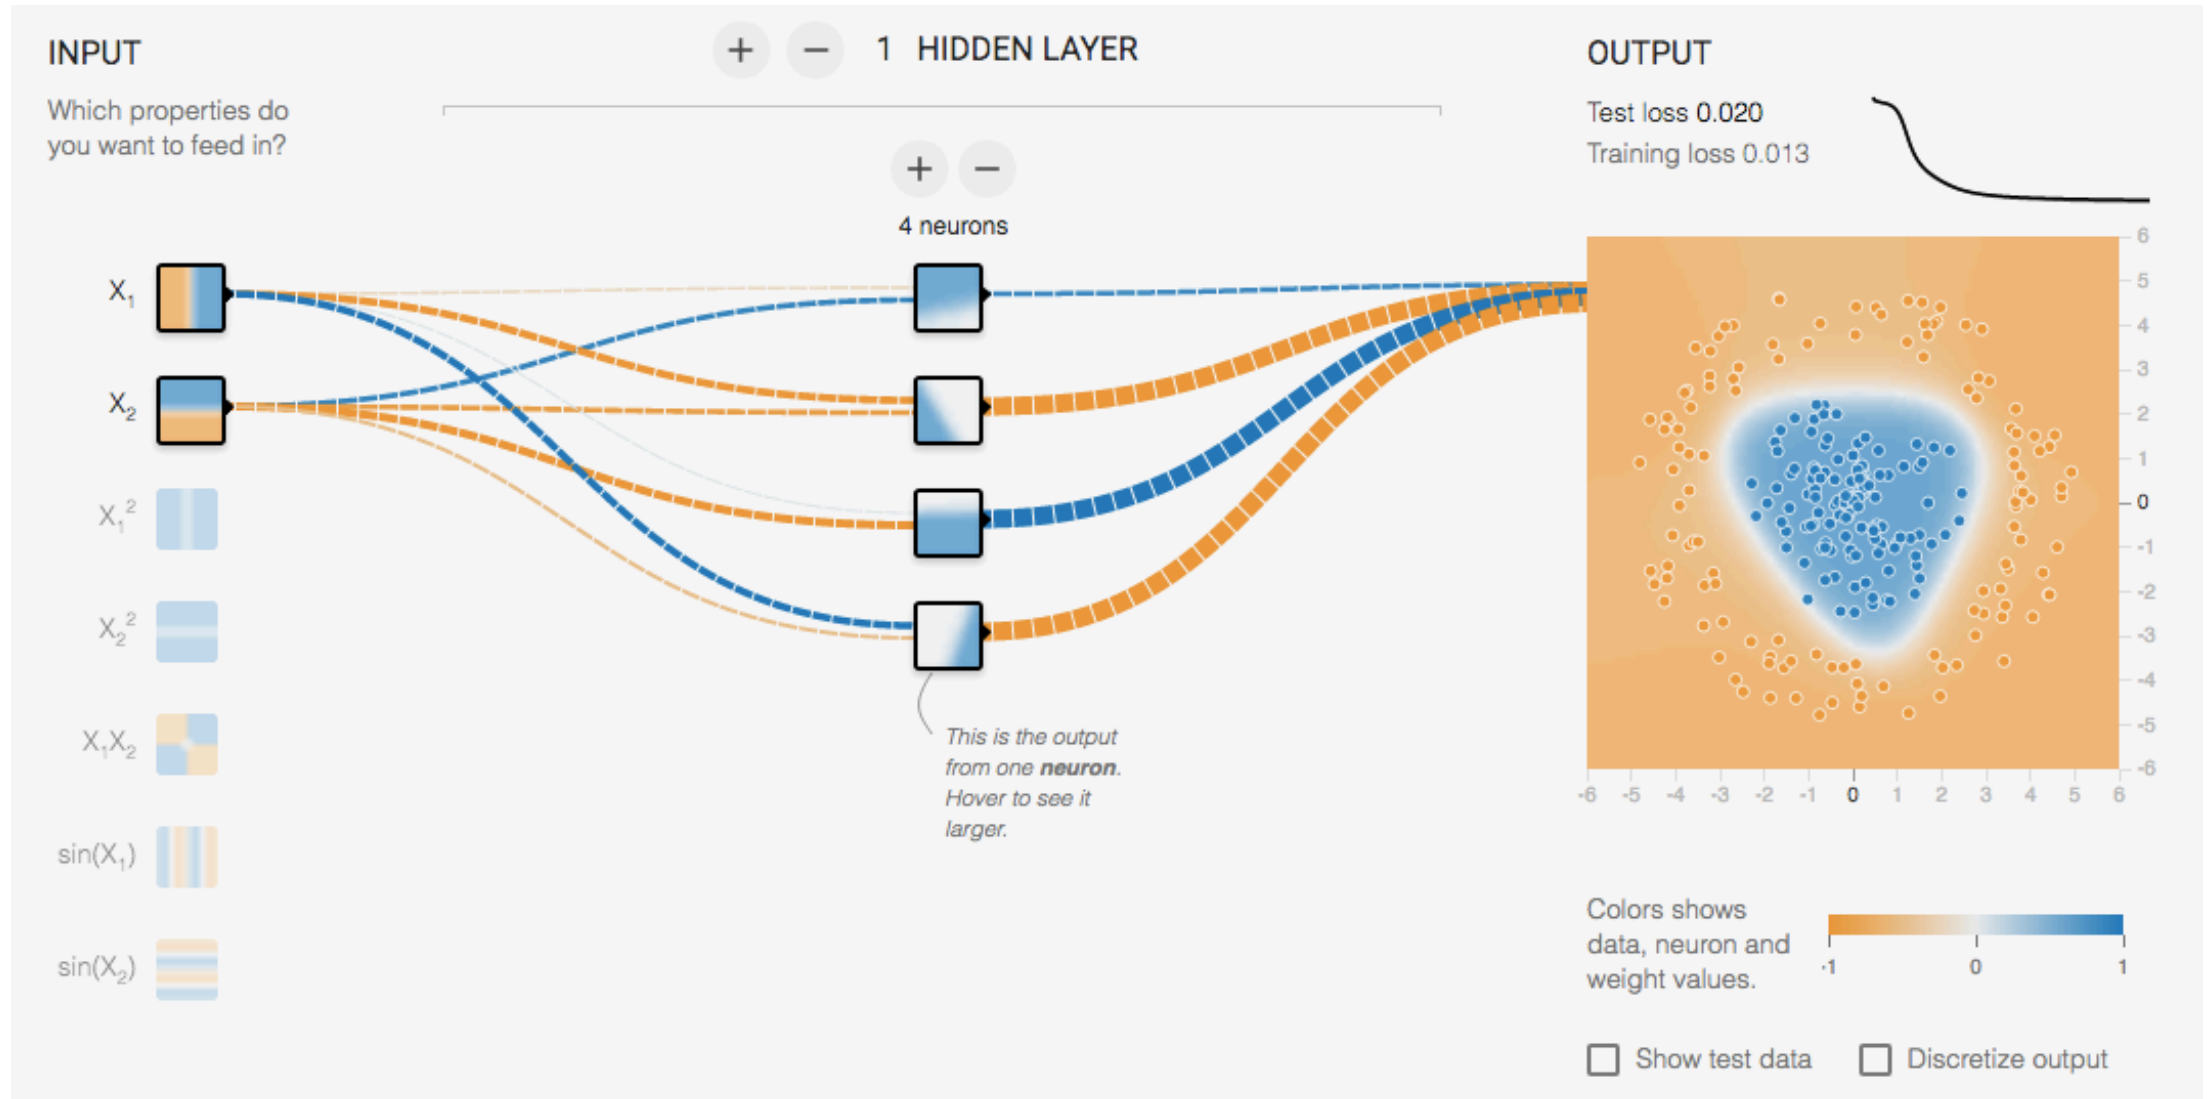 INPUT
Which properties do
you want to feed in?
X1
X2
X1²
X2²
X1X2
sin(X1)
sin(X2)
+ − 1 HIDDEN LAYER
+ −
4 neurons
This is the output
from one neuron.
Hover to see it
larger.
OUTPUT
Test loss 0.020
Training loss 0.013
6
5
4
3
2
1
0
-1
-2
-3
-4
-5
-6
-6 -5 -4 -3 -2 -1 0 1 2 3 4 5 6
Colors shows
data, neuron and
weight values.
-1 0 1
Show test data
Discretize output